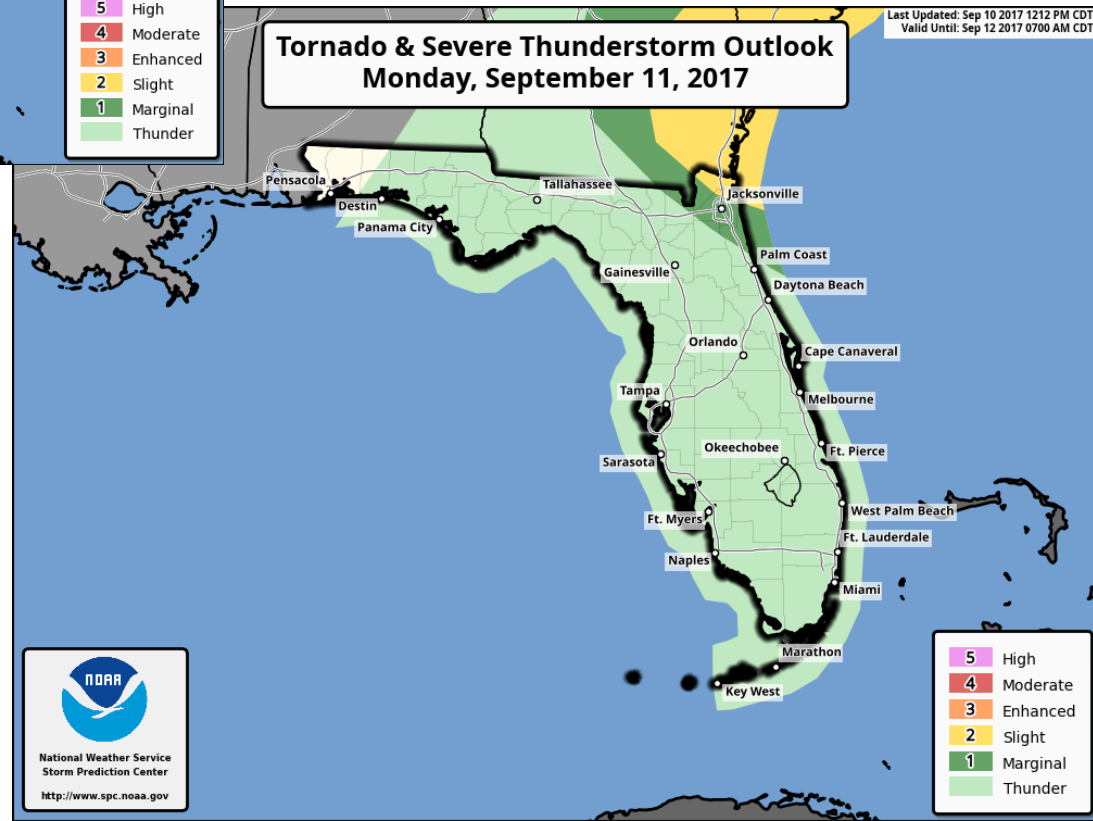 5 High
4 Moderate
3 Enhanced
2 Slight
1 Marginal
Thunder
Last Updated: Sep 10 2017 1212 PM CDT
Valid Until: Sep 12 2017 0700 AM CDT
Tornado & Severe Thunderstorm Outlook
Monday, September 11, 2017
Pensacola
Destin
Panama City
Tallahassee
Jacksonville
Palm Coast
Gainesville
Daytona Beach
Orlando
Cape Canaveral
Tampa
Melbourne
Okeechobee
Ft. Pierce
Sarasota
West Palm Beach
Ft. Myers
Ft. Lauderdale
Naples
Miami
Marathon
Key West
NOAA
National Weather Service
Storm Prediction Center
http://www.spc.noaa.gov
5 High
4 Moderate
3 Enhanced
2 Slight
1 Marginal
Thunder